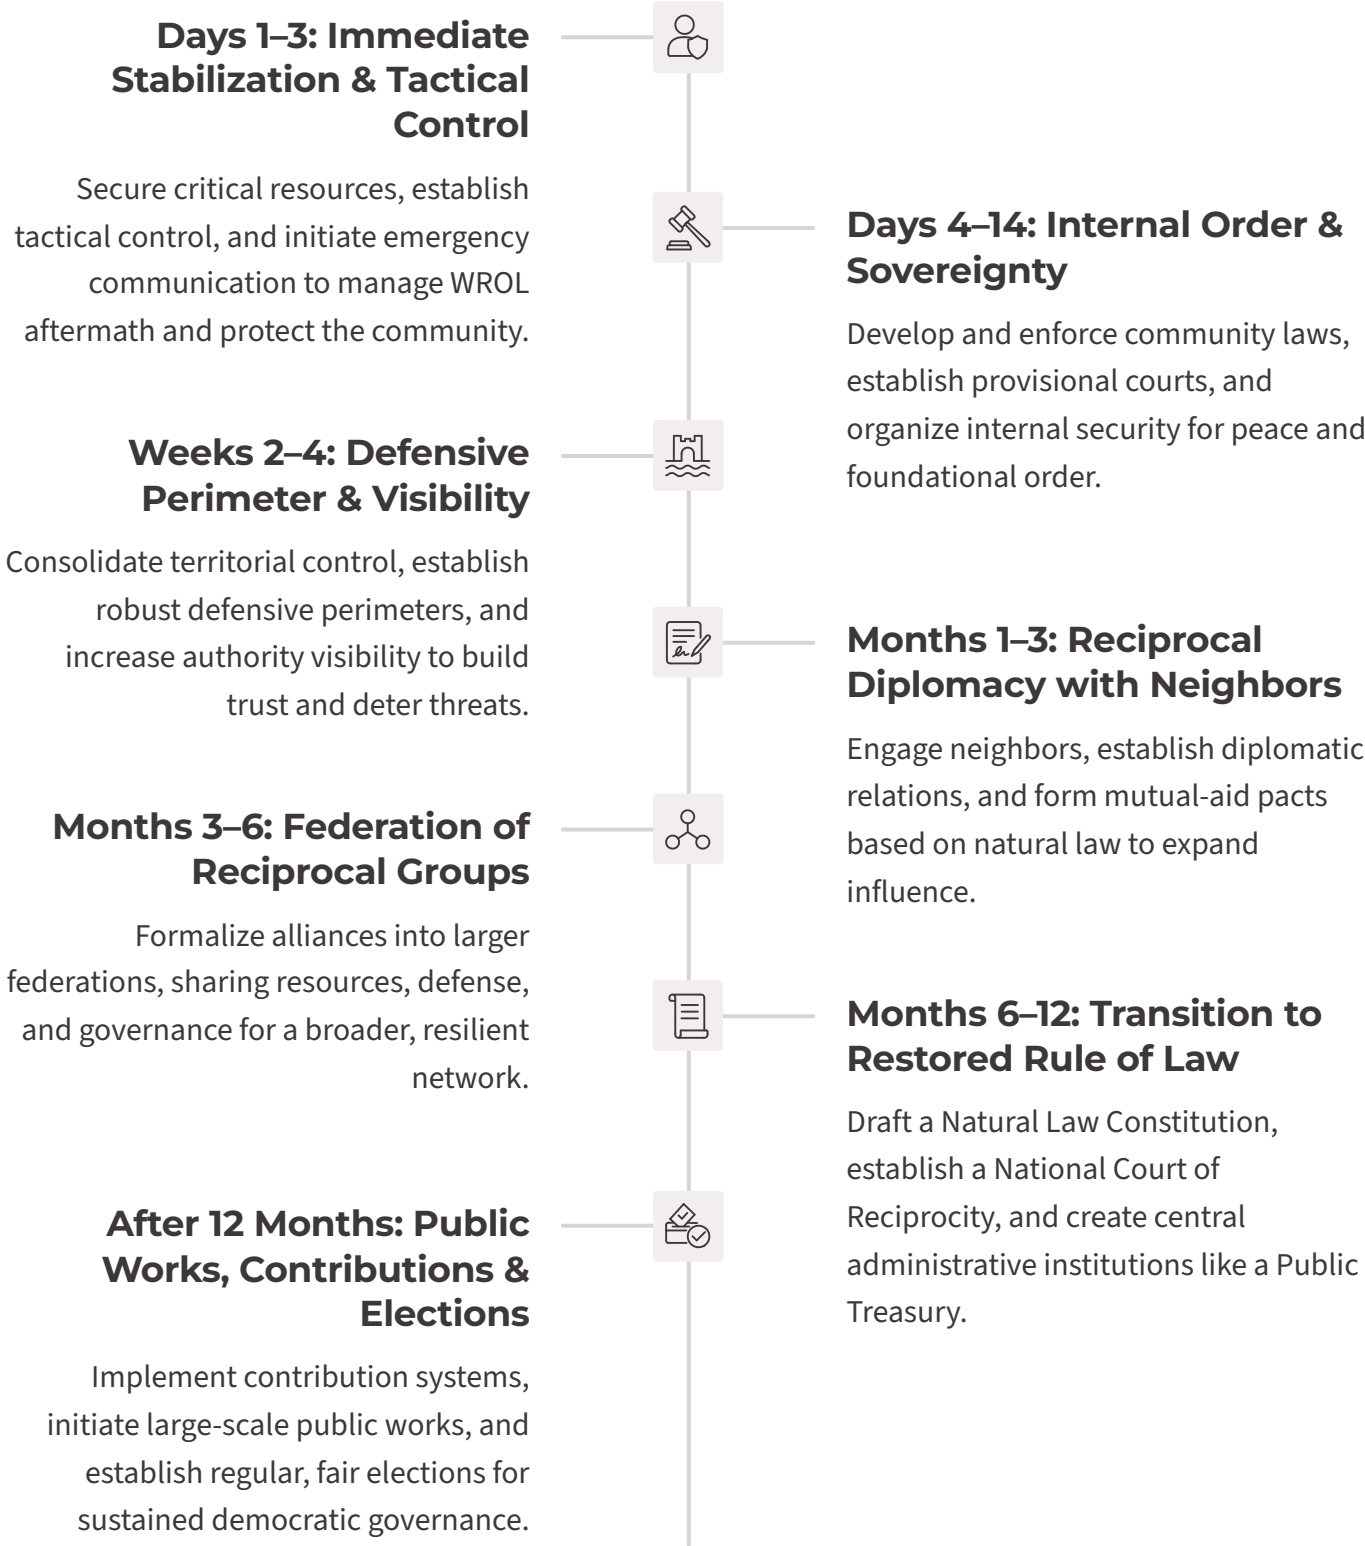 Days 1–3: Immediate
Stabilization & Tactical
Control
Secure critical resources, establish
tactical control, and initiate emergency
communication to manage WROL
aftermath and protect the community.
Days 4–14: Internal Order &
Sovereignty
Develop and enforce community laws,
establish provisional courts, and
organize internal security for peace and
foundational order.
Weeks 2–4: Defensive
Perimeter & Visibility
Consolidate territorial control, establish
robust defensive perimeters, and
increase authority visibility to build
trust and deter threats.
Months 1–3: Reciprocal
Diplomacy with Neighbors
Engage neighbors, establish diplomatic
relations, and form mutual-aid pacts
based on natural law to expand
influence.
Months 3–6: Federation of
Reciprocal Groups
Formalize alliances into larger
federations, sharing resources, defense,
and governance for a broader, resilient
network.
Months 6–12: Transition to
Restored Rule of Law
Draft a Natural Law Constitution,
establish a National Court of
Reciprocity, and create central
administrative institutions like a Public
Treasury.
After 12 Months: Public
Works, Contributions &
Elections
Implement contribution systems,
initiate large-scale public works, and
establish regular, fair elections for
sustained democratic governance.